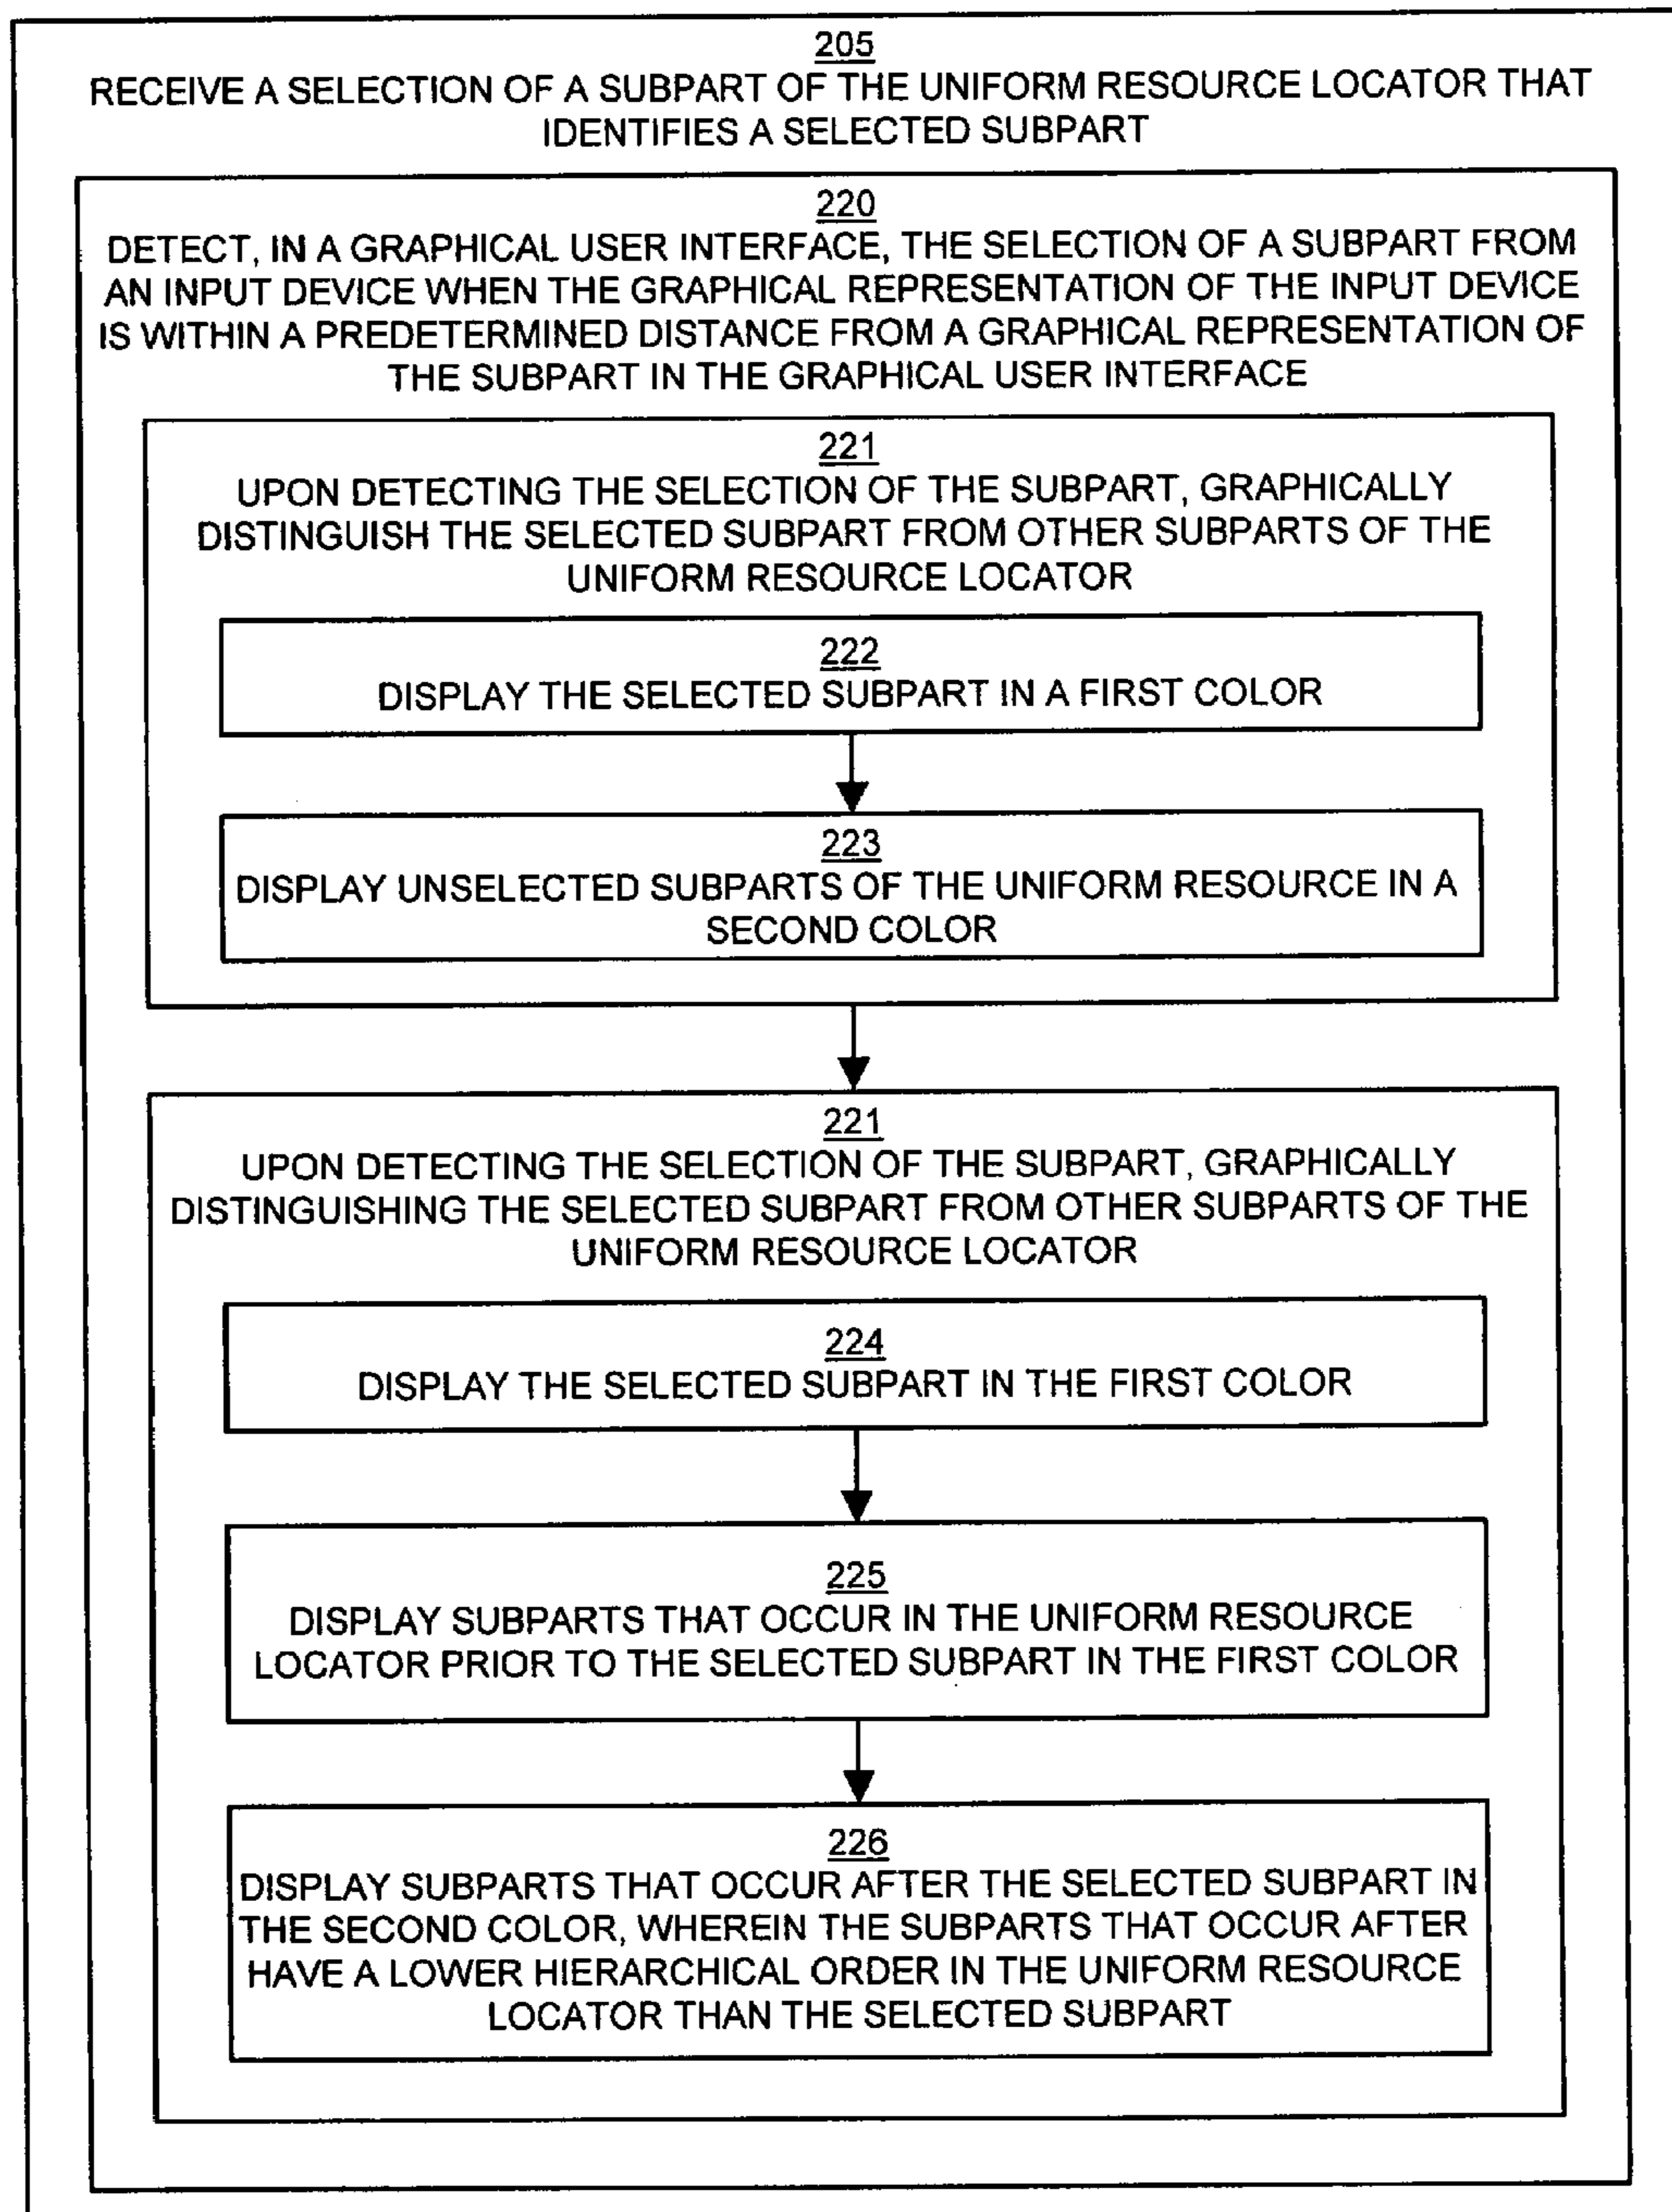 205
RECEIVE A SELECTION OF A SUBPART OF THE UNIFORM RESOURCE LOCATOR THAT
IDENTIFIES A SELECTED SUBPART
220
DETECT, IN A GRAPHICAL USER INTERFACE, THE SELECTION OF A SUBPART FROM
AN INPUT DEVICE WHEN THE GRAPHICAL REPRESENTATION OF THE INPUT DEVICE
IS WITHIN A PREDETERMINED DISTANCE FROM A GRAPHICAL REPRESENTATION OF
THE SUBPART IN THE GRAPHICAL USER INTERFACE
221
UPON DETECTING THE SELECTION OF THE SUBPART, GRAPHICALLY
DISTINGUISH THE SELECTED SUBPART FROM OTHER SUBPARTS OF THE
UNIFORM RESOURCE LOCATOR
222
DISPLAY THE SELECTED SUBPART IN A FIRST COLOR
223
DISPLAY UNSELECTED SUBPARTS OF THE UNIFORM RESOURCE IN A
SECOND COLOR
221
UPON DETECTING THE SELECTION OF THE SUBPART, GRAPHICALLY
DISTINGUISHING THE SELECTED SUBPART FROM OTHER SUBPARTS OF THE
UNIFORM RESOURCE LOCATOR
224
DISPLAY THE SELECTED SUBPART IN THE FIRST COLOR
225
DISPLAY SUBPARTS THAT OCCUR IN THE UNIFORM RESOURCE
LOCATOR PRIOR TO THE SELECTED SUBPART IN THE FIRST COLOR
226
DISPLAY SUBPARTS THAT OCCUR AFTER THE SELECTED SUBPART IN
THE SECOND COLOR, WHEREIN THE SUBPARTS THAT OCCUR AFTER
HAVE A LOWER HIERARCHICAL ORDER IN THE UNIFORM RESOURCE
LOCATOR THAN THE SELECTED SUBPART